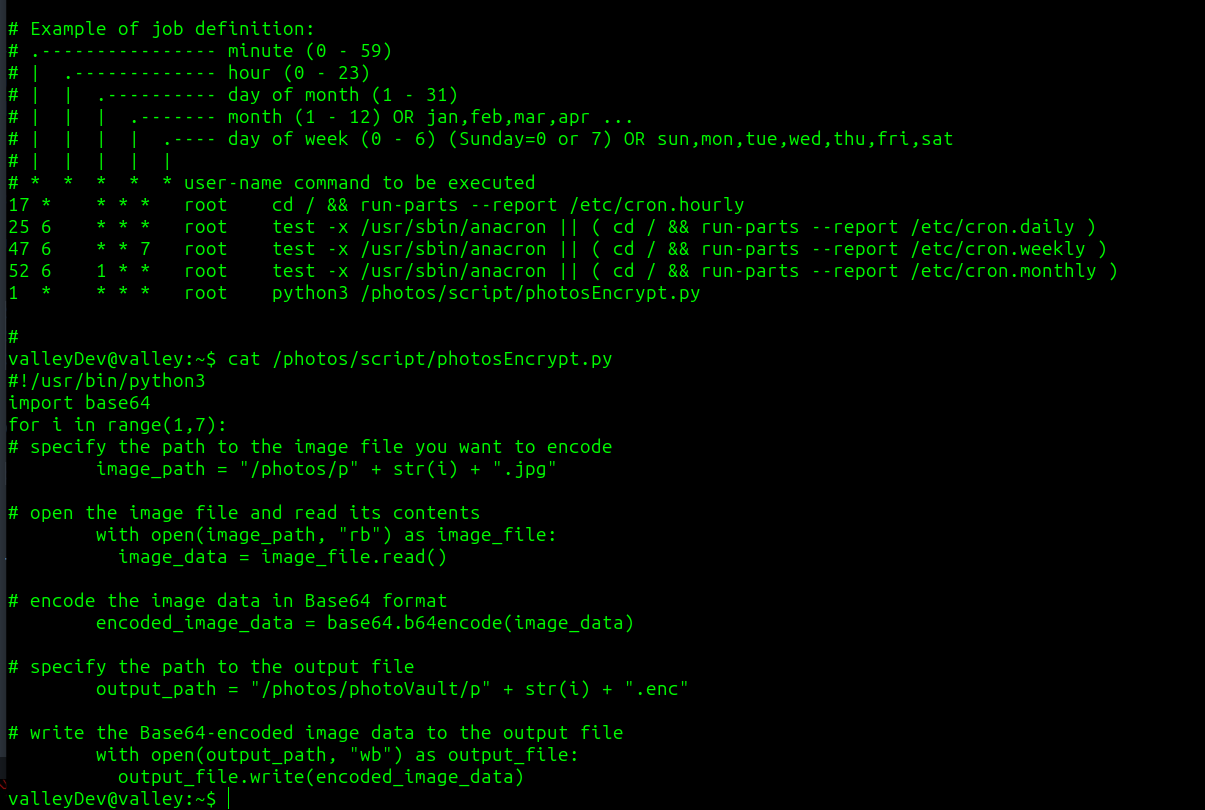 # Example of job definition:
# .---------------- minute (0 - 59)
# |  .------------- hour (0 - 23)
# |  |  .---------- day of month (1 - 31)
# |  |  |  .------- month (1 - 12) OR jan,feb,mar,apr ...
# |  |  |  |  .---- day of week (0 - 6) (Sunday=0 or 7) OR sun,mon,tue,wed,thu,fri,sat
# |  |  |  |  |
# *  *  *  *  * user-name command to be executed
17 *    * * *   root    cd / && run-parts --report /etc/cron.hourly
25 6    * * *   root    test -x /usr/sbin/anacron || ( cd / && run-parts --report /etc/cron.daily )
47 6    * * 7   root    test -x /usr/sbin/anacron || ( cd / && run-parts --report /etc/cron.weekly )
52 6    1 * *   root    test -x /usr/sbin/anacron || ( cd / && run-parts --report /etc/cron.monthly )
1  *    * * *   root    python3 /photos/script/photosEncrypt.py

#
valleyDev@valley:~$ cat /photos/script/photosEncrypt.py
#!/usr/bin/python3
import base64
for i in range(1,7):
# specify the path to the image file you want to encode
        image_path = "/photos/p" + str(i) + ".jpg"

# open the image file and read its contents
        with open(image_path, "rb") as image_file:
          image_data = image_file.read()

# encode the image data in Base64 format
        encoded_image_data = base64.b64encode(image_data)

# specify the path to the output file
        output_path = "/photos/photoVault/p" + str(i) + ".enc"

# write the Base64-encoded image data to the output file
        with open(output_path, "wb") as output_file:
          output_file.write(encoded_image_data)
valleyDev@valley:~$